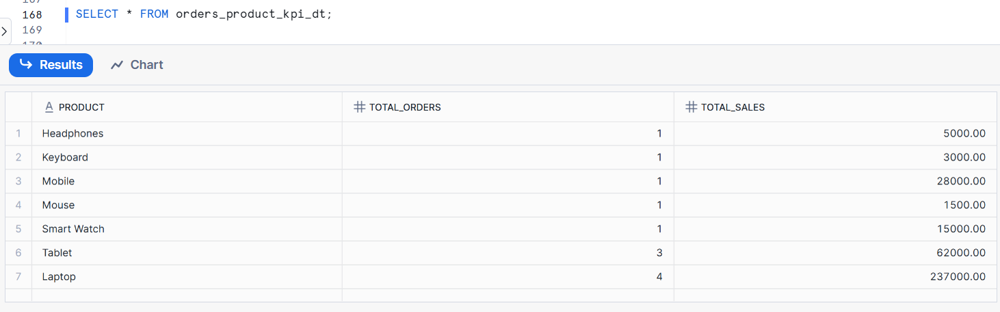 168 SELECT * FROM orders_product_kpi_dt;
169
Results Chart
PRODUCT TOTAL_ORDERS TOTAL_SALES
1 Headphones 1 5000.00
2 Keyboard 1 3000.00
3 Mobile 1 28000.00
4 Mouse 1 1500.00
5 Smart Watch 1 15000.00
6 Tablet 3 62000.00
7 Laptop 4 237000.00